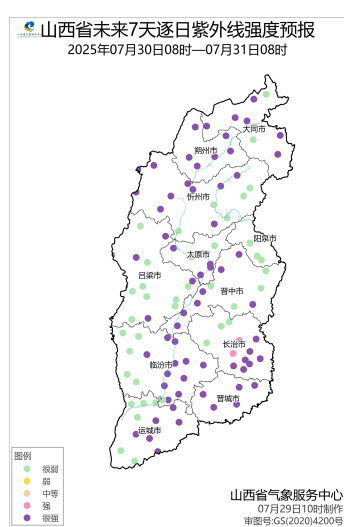 山西省未来7天逐日紫外线强度预报
2025年07月30日08时—07月31日08时
大同市
朔州市
忻州市
阳泉市
太原市
吕梁市
晋中市
长治市
临汾市
晋城市
运城市
图例
很弱
弱
中等
强
很强
山西省气象服务中心
07月29日10时制作
审图号:GS(2020)4200号